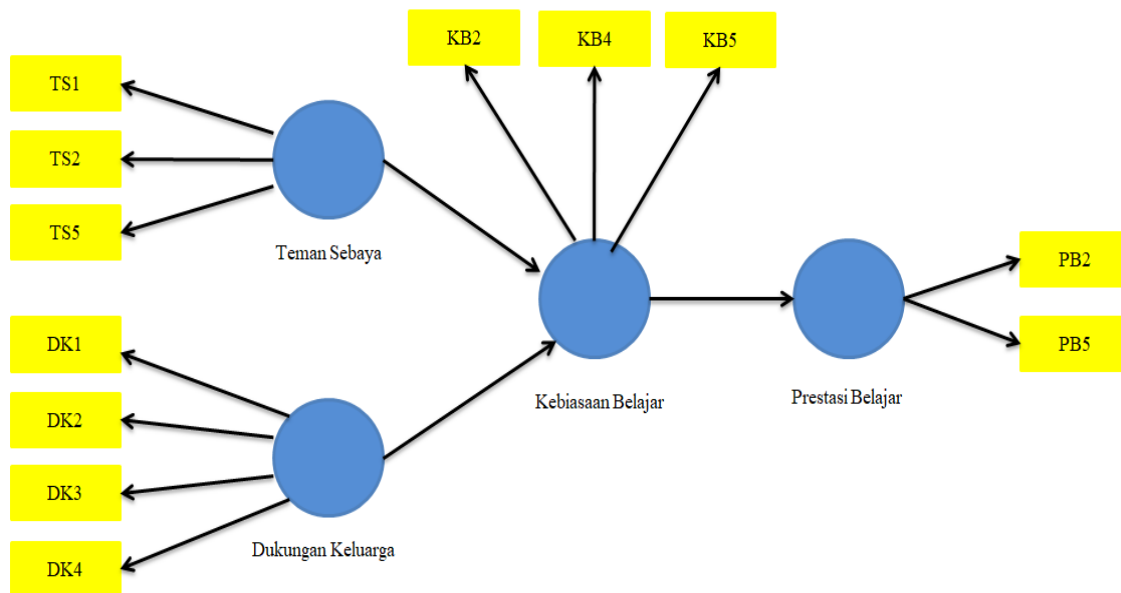 KB2
KB4
KB5
TS1
TS2
TS5
Teman Sebaya
PB2
PB5
DK1
DK2
DK3
DK4
Kebiasaan Belajar
Prestasi Belajar
Dukungan Keluarga